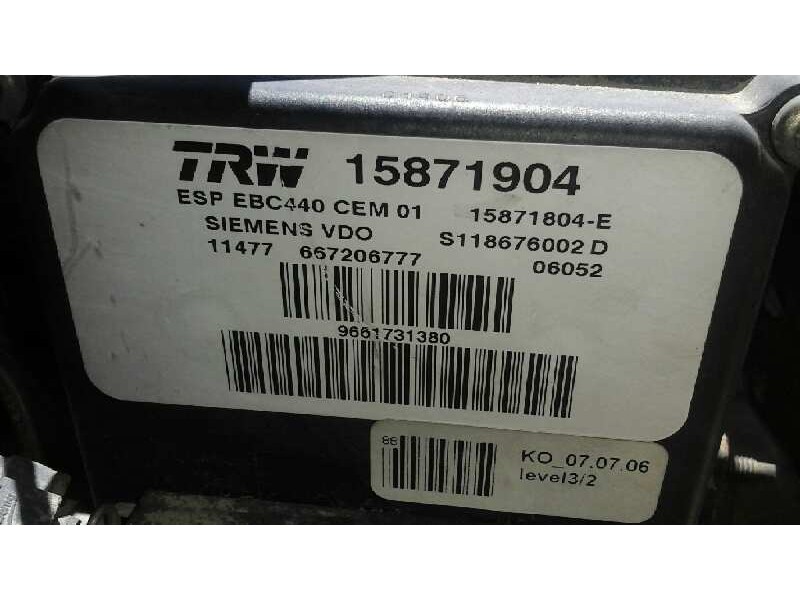 TRW 15871904
ESP EBC440 CEM 01 15871804-E
SIEMENS VDO S118676002 D
11477 667206777 06052
9661731380
88
KO_07.07.06
level3/2